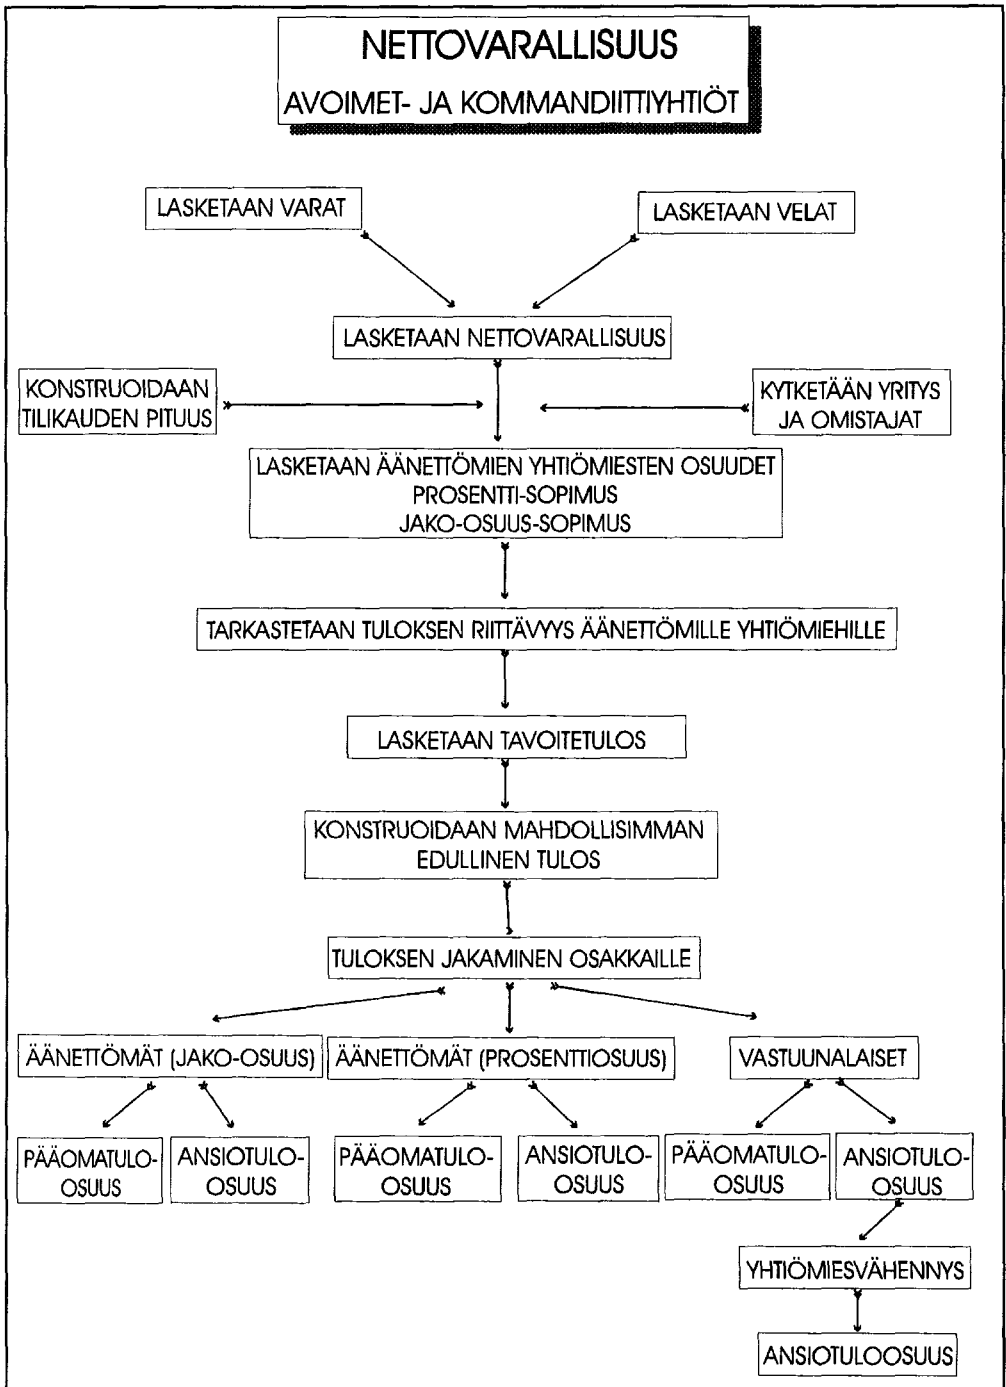 NETTOVARALLISUUS
AVOIMET- JA KOMMANDIITTIYHTIÖT
LASKETAAN VARAT
LASKETAAN VELAT
LASKETAAN NETTOVARALLISUUS
KONSTRUOIDAAN
TILIKAUDEN PITUUS
KYTKETÄÄN YRITYS
JA OMISTAJAT
LASKETAAN ÄÄNETTÖMIEN YHTIÖMIESTEN OSUUDET
PROSENTTI-SOPIMUS
JAKO-OSUUS-SOPIMUS
TARKASTETAAN TULOKSEN RIITTÄVYYS ÄÄNETTÖMILLE YHTIÖMIEHILLE
LASKETAAN TAVOITETULOS
KONSTRUOIDAAN MAHDOLLISIMMAN
EDULLINEN TULOS
TULOKSEN JAKAMINEN OSAKKAILLE
ÄÄNETTÖMÄT (JAKO-OSUUS)
ÄÄNETTÖMÄT (PROSENTTIOSUUS)
VASTUUNALAISET
PÄÄOMATULO-
OSUUS
ANSIOTULO-
OSUUS
PÄÄOMATULO-
OSUUS
ANSIOTULO-
OSUUS
PÄÄOMATULO-
OSUUS
ANSIOTULO-
OSUUS
YHTIÖMIESVÄHENNYS
ANSIOTULOOSUUS